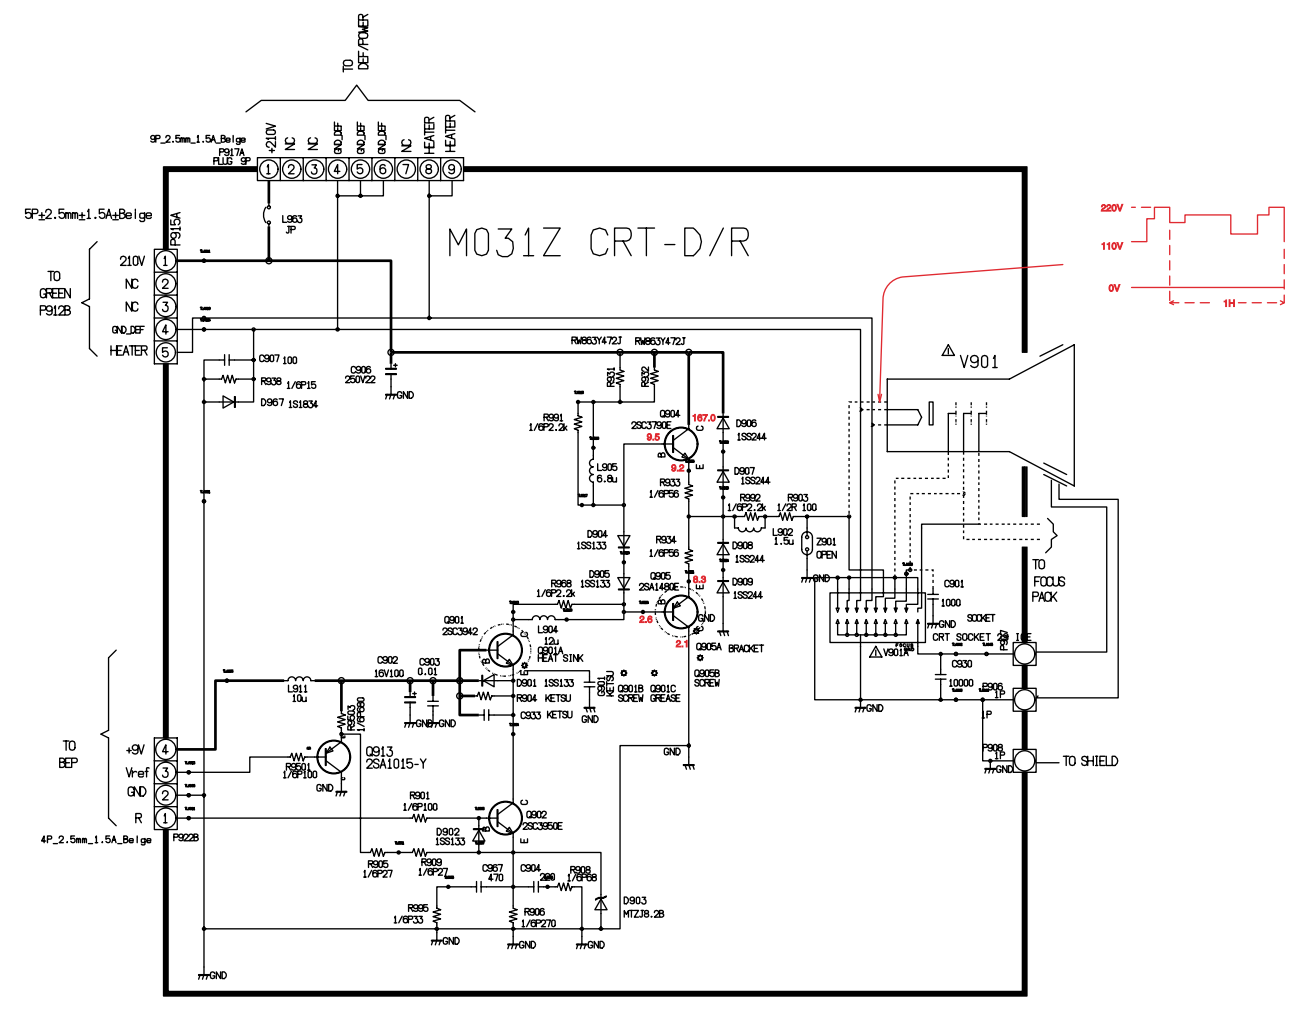 TO
DEF/POWER
9P_2.5mm_1.5A_Beige
P917A
PLUG 9P
+210V
NC
NC
GND_DEF
GND_DEF
GND_DEF
NC
HEATER
HEATER
1 2 3 4 5 6 7 8 9
5P±2.5mm±1.5A±Beige
P915A
L963
JP
M031Z CRT-D/R
220V
110V
0V
1H
TO
GREEN
P912B
210V 1
NC 2
NC 3
GND_DEF 4
HEATER 5
C907 100
R938 1/6P15
D967 1S1834
C906
250V22
+
GND
RW863Y472J RW863Y472J
R931
R932
V901
R991
1/6P2.2k
Q904
2SC3790E
167.0
9.5
9.2
B
C
E
D906
1SS244
L905
6.8u
R933
1/6P56
D907
1SS244
R992
1/6P2.2k
R903
1/2R 100
D904
1SS133
R934
1/6P56
D908
1SS244
L902
1.5u
Z901
OPEN
GND
TO
FOCUS
PACK
D905
1SS133
R968
1/6P2.2k
Q905
2SA1480E
8.3
E
B
2.6
GND
C
2.1
D909
1SS244
C901
1000
GND
SOCKET
Q901
2SC3942
C
B
E
L904
12u
Q901A
HEAT SINK
Q905A
BRACKET
Q905B
SCREW
V901A
FOCUS
C930
10000
P906
1P
1P
GND
P908
1P
GND
TO SHIELD
L911
10u
C902
16V100
C903
0.01
+
GND
GND
D901 1SS133
R904 KETSU
C933 KETSU
G901
KETSU
GND
Q901B
SCREW
Q901C
GREASE
R9503
1/6P680
TO
BEP
+9V 4
Vref 3
GND 2
R 1
4P_2.5mm_1.5A_Beige
P922B
Q913
2SA1015-Y
R9501
1/6P100
GND
GND
R901
1/6P100
D902
1SS133
Q902
2SC3950E
B
C
E
R905
1/6P27
R909
1/6P27
C967
470
C904
R908
1/6P68
R995
1/6P33
R906
1/6P270
D903
MTZJ8.2B
GND
GND
GND
GND